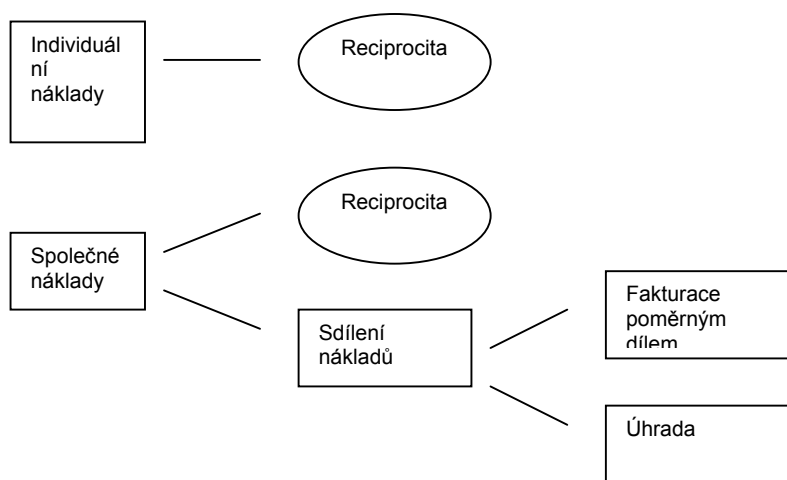 Individuál
ní
náklady
Reciprocita
Reciprocita
Společné
náklady
Sdílení
nákladů
Fakturace
poměrným
dílem
Úhrada